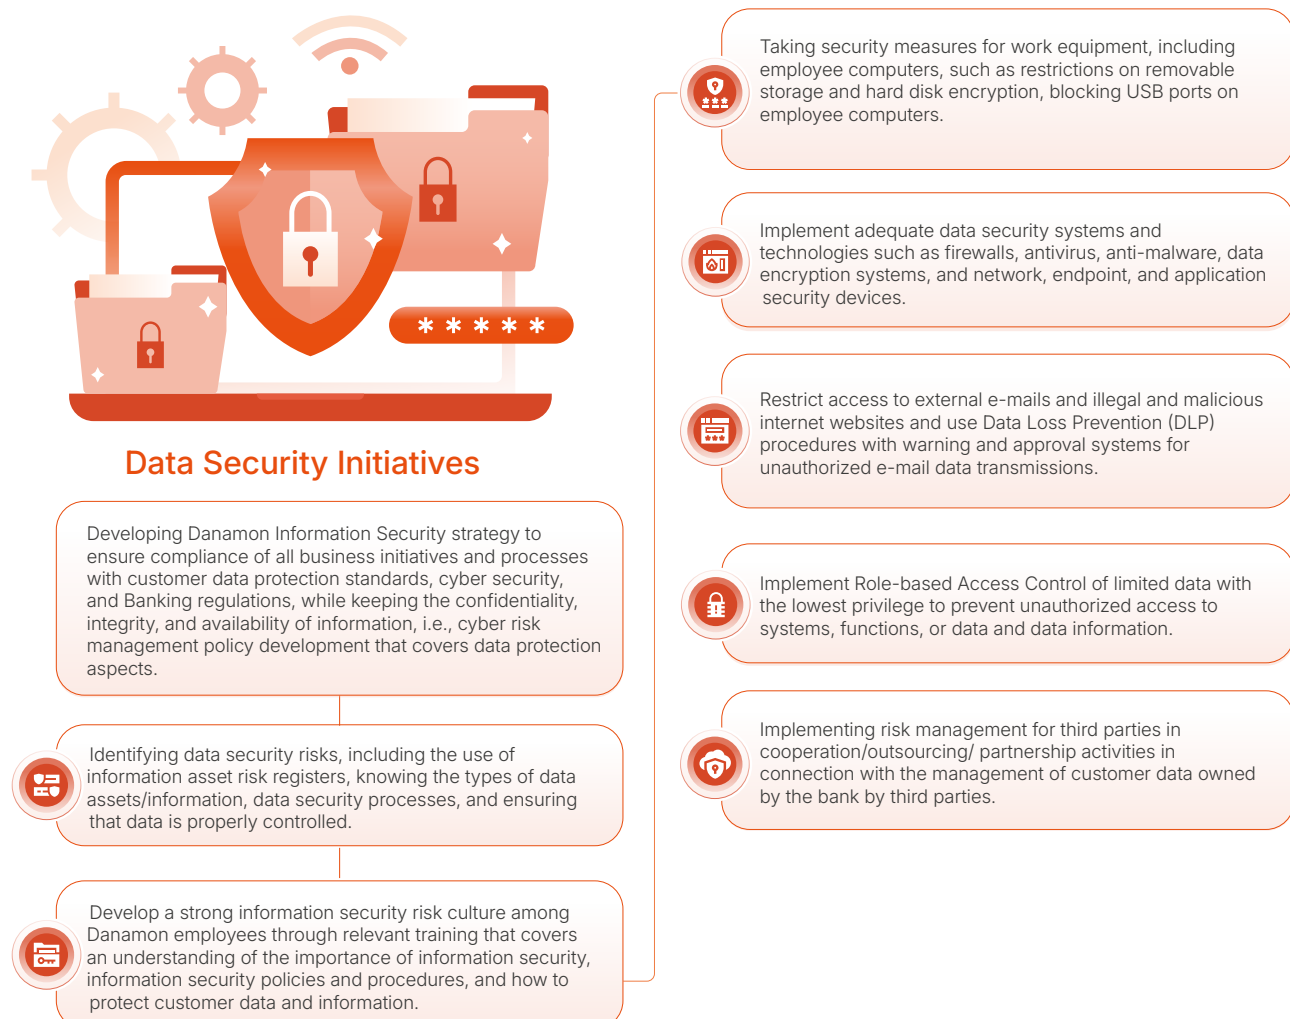 Data Security Initiatives
Developing Danamon Information Security strategy to
ensure compliance of all business initiatives and processes
with customer data protection standards, cyber security,
and Banking regulations, while keeping the confidentiality,
integrity, and availability of information, i.e., cyber risk
management policy development that covers data protection
aspects.
Identifying data security risks, including the use of
information asset risk registers, knowing the types of data
assets/information, data security processes, and ensuring
that data is properly controlled.
Develop a strong information security risk culture among
Danamon employees through relevant training that covers
an understanding of the importance of information security,
information security policies and procedures, and how to
protect customer data and information.
Taking security measures for work equipment, including
employee computers, such as restrictions on removable
storage and hard disk encryption, blocking USB ports on
employee computers.
Implement adequate data security systems and
technologies such as firewalls, antivirus, anti-malware, data
encryption systems, and network, endpoint, and application
security devices.
Restrict access to external e-mails and illegal and malicious
internet websites and use Data Loss Prevention (DLP)
procedures with warning and approval systems for
unauthorized e-mail data transmissions.
Implement Role-based Access Control of limited data with
the lowest privilege to prevent unauthorized access to
systems, functions, or data and data information.
Implementing risk management for third parties in
cooperation/outsourcing/ partnership activities in
connection with the management of customer data owned
by the bank by third parties.